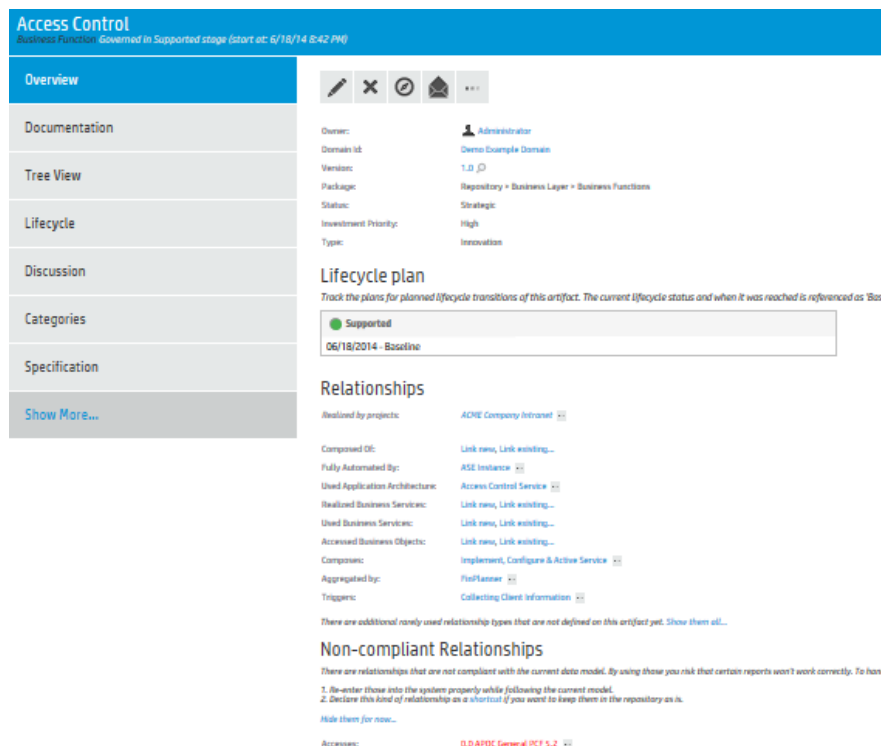 Access Control
Business Function Governed in Supported stage (start at: 6/18/14 8:42 PM)
Overview
Documentation
Tree View
Lifecycle
Discussion
Categories
Specification
Show More...
Owner: Administrator
Domain Id: Demo Example Domain
Version: 1.0
Package: Repository > Business Layer > Business Functions
Status: Strategic
Investment Priority: High
Type: Innovation
Lifecycle plan
Track the plans for planned lifecycle transitions of this artifact. The current lifecycle status and when it was reached is referenced as 'Bas
Supported
06/18/2014 - Baseline
Relationships
Realized by projects: ACME Company Intranet
Composed Of: Link new, Link existing...
Fully Automated By: ASE Instance
Used Application Architecture: Access Control Service
Realized Business Services: Link new, Link existing...
Used Business Services: Link new, Link existing...
Accessed Business Objects: Link new, Link existing...
Composes: Implement, Configure & Active Service
Aggregated by: FinPlanner
Triggers: Collecting Client Information
There are additional rarely used relationship types that are not defined on this artifact yet. Show them all...
Non-compliant Relationships
There are relationships that are not compliant with the current data model. By using those you risk that certain reports won't work correctly. To han
1. Re-enter those into the system properly while following the current model.
2. Declare this kind of relationship as a shortcut if you want to keep them in the repository as is.
Hide them for now...
Accesses: General PCF 5.2